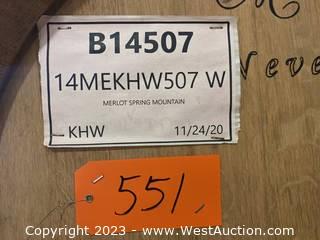 B14507
14MEKHW507 W
MERLOT SPRING MOUNTAIN
KHW 11/24/20
551
Copyright 2023 - www.WestAuction.com